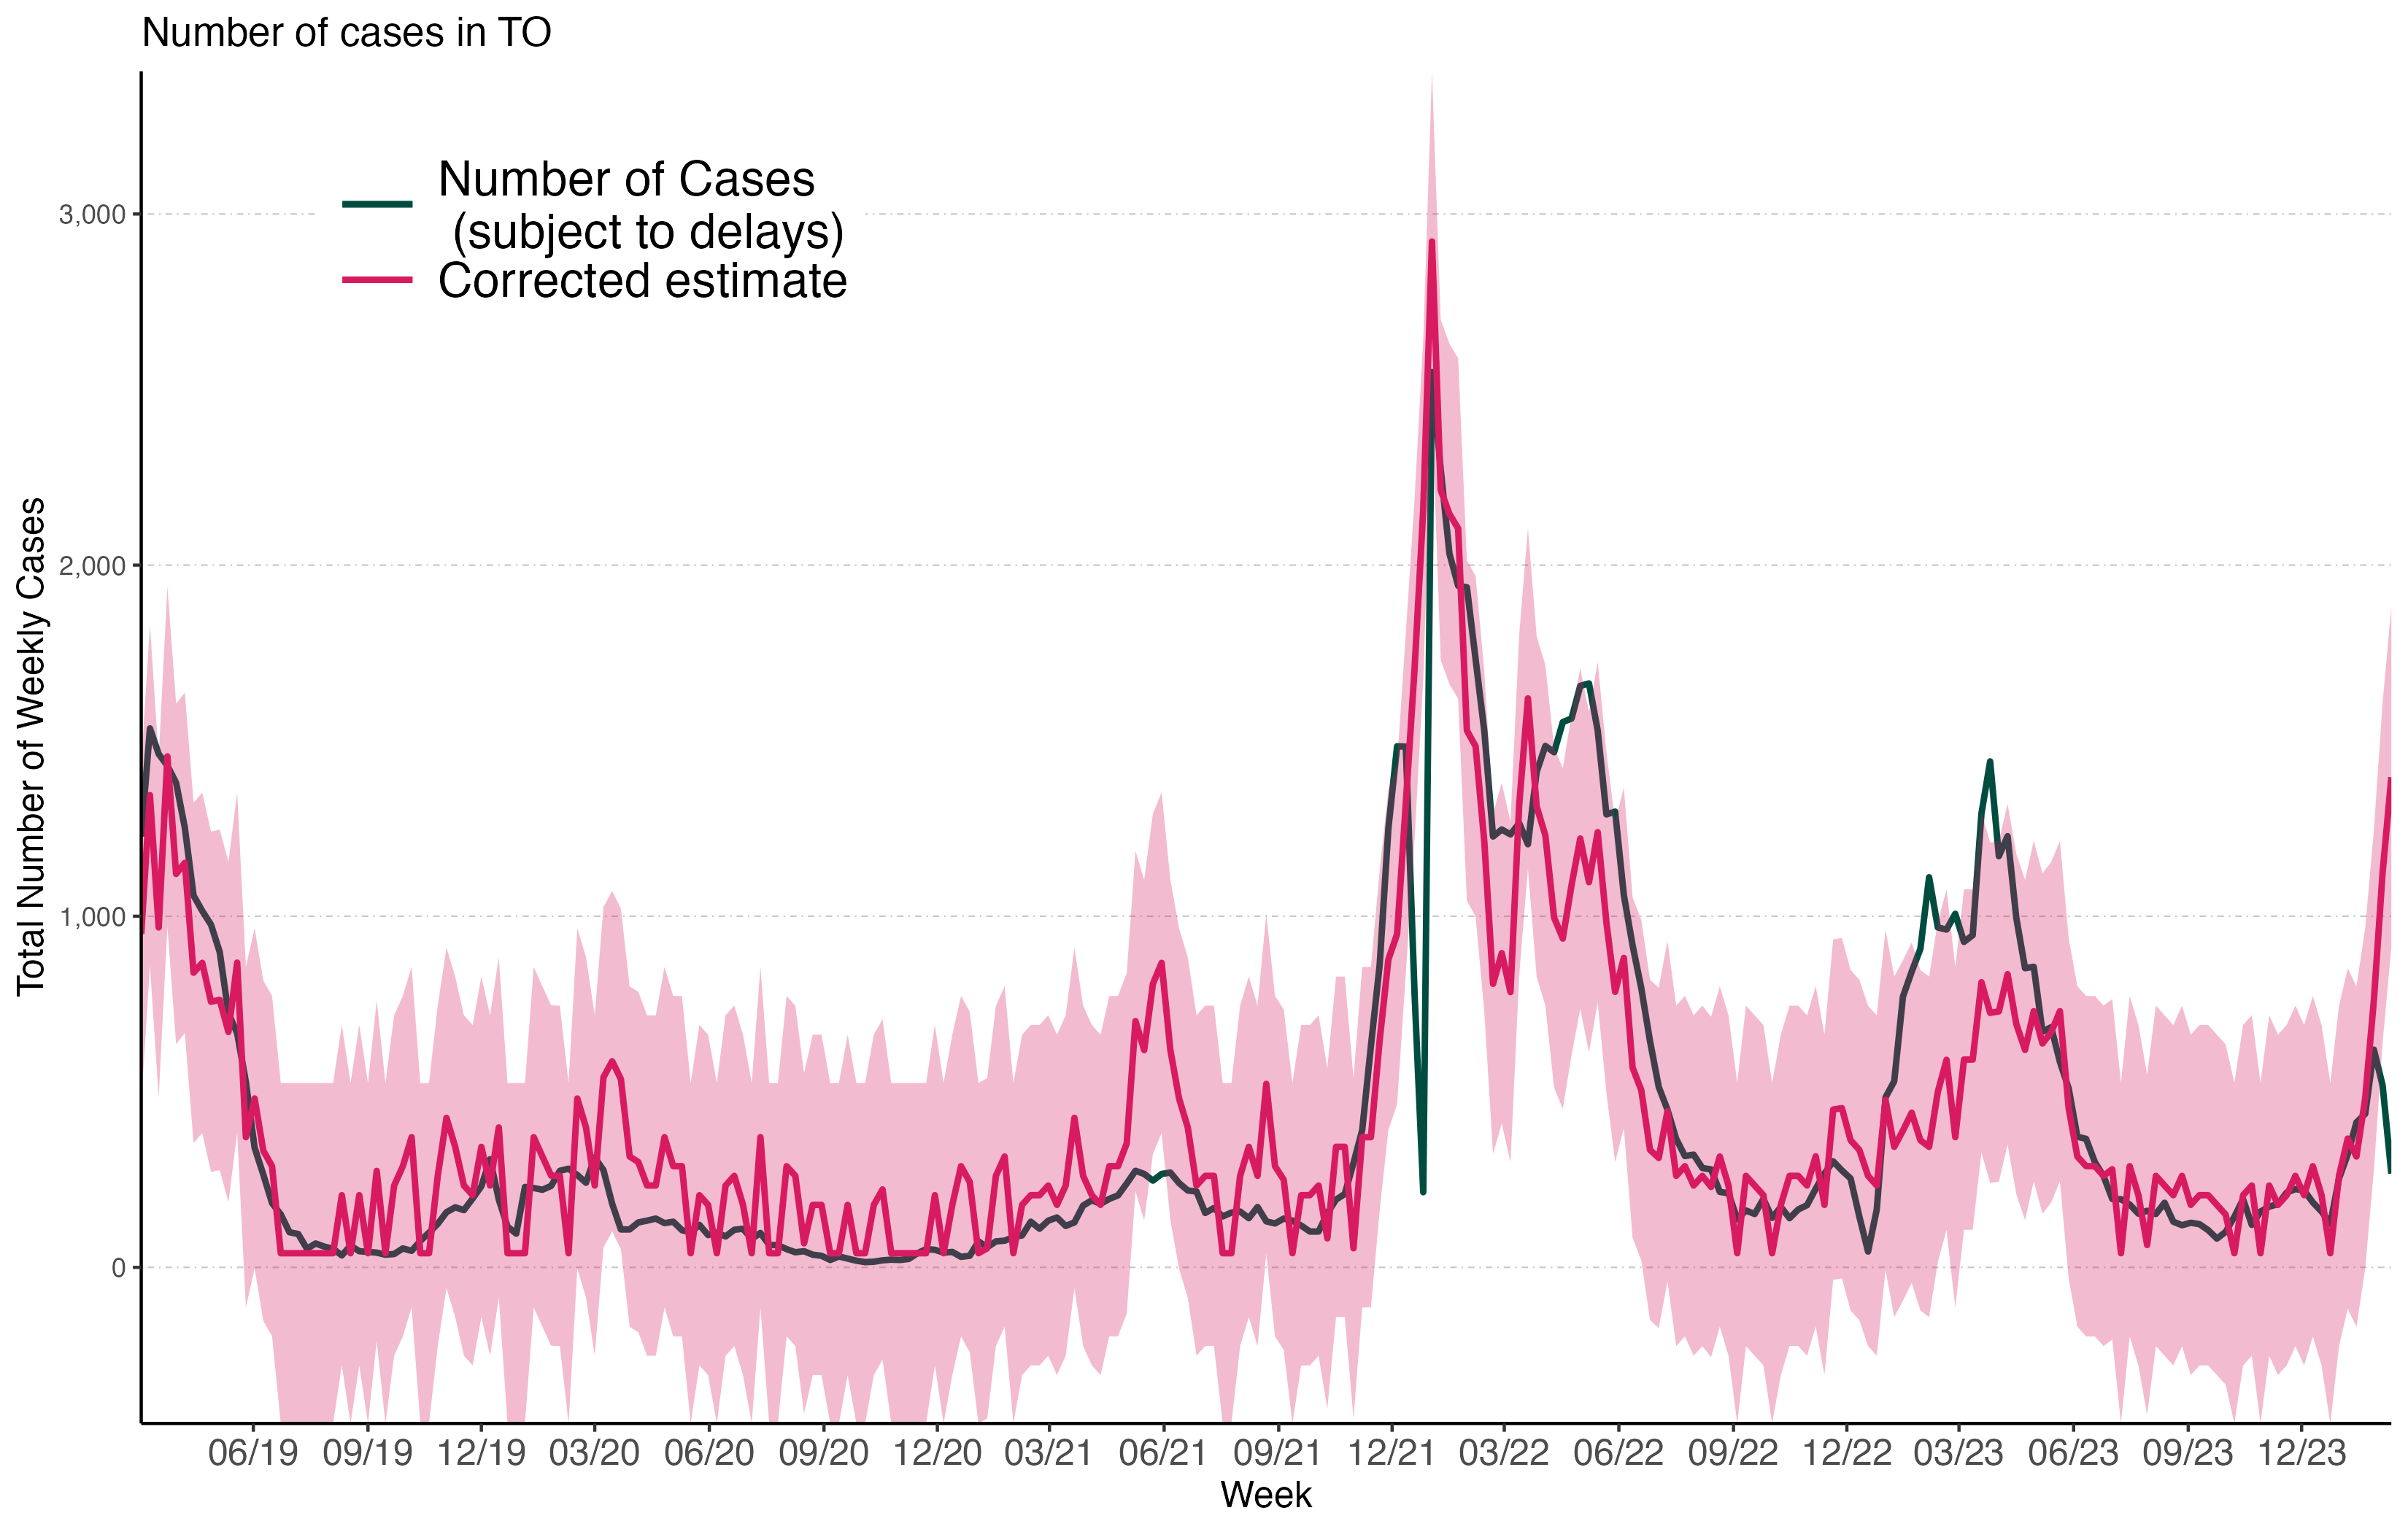 Number of cases in TO
Number of Cases
(subject to delays)
Corrected estimate
Total Number of Weekly Cases
3,000
2,000
1,000
0
06/19 09/19 12/19 03/20 06/20 09/20 12/20 03/21 06/21 09/21 12/21 03/22 06/22 09/22 12/22 03/23 06/23 09/23 12/23
Week